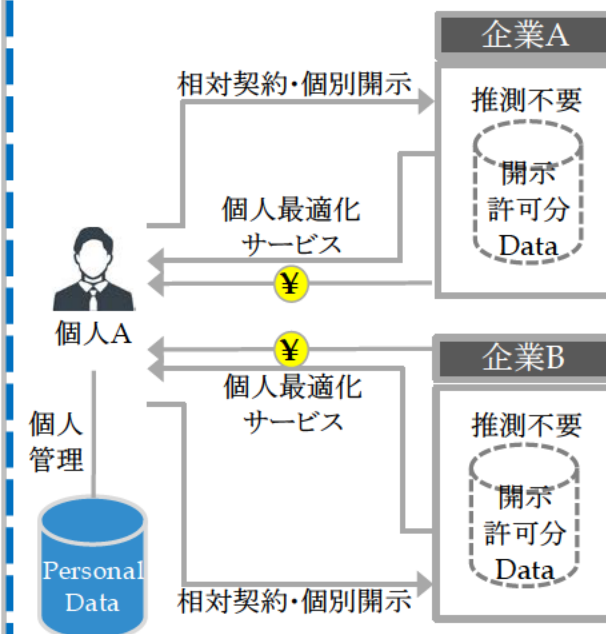 企業A
相対契約・個別開示
推測不要
開示
許可分
Data
個人最適化
サービス
¥
個人A
¥
企業B
個人最適化
サービス
推測不要
個人
管理
開示
許可分
Data
Personal
Data
相対契約・個別開示